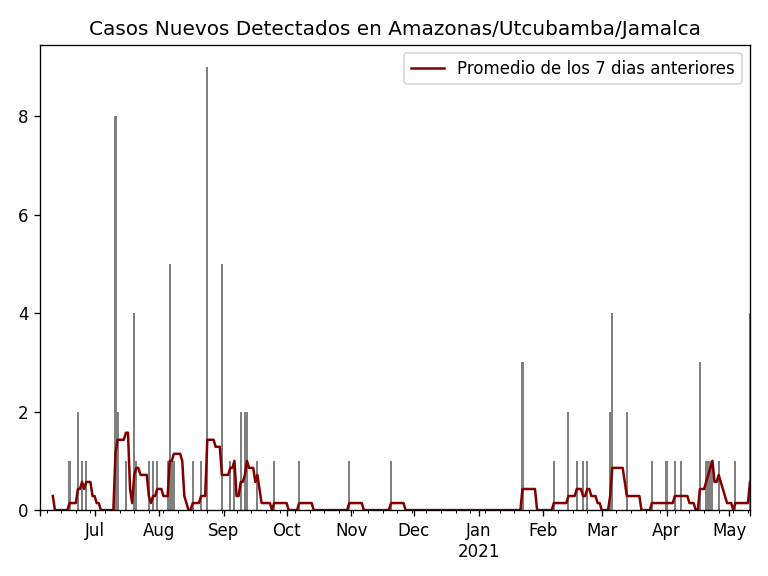 Casos Nuevos Detectados en Amazonas/Utcubamba/Jamalca
Promedio de los 7 dias anteriores
8
6
4
2
0
Jul Aug Sep Oct Nov Dec Jan Feb Mar Apr May
2021